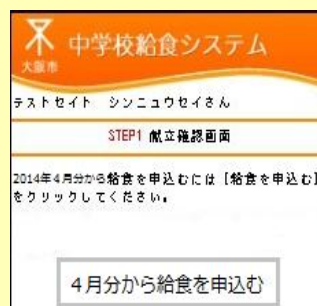 中学校給食システム
大阪市
テストセイト シンニュウセイさん
STEP1 献立確認画面
2014年4月分から給食を申込むには[給食を申込む]
をクリックしてください。
4月分から給食を申込む